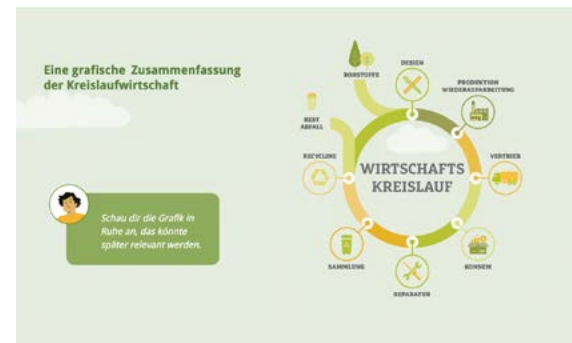 Eine grafische Zusammenfassung
der Kreislaufwirtschaft
Schau dir die Grafik in
Ruhe an, das könnte
später relevant werden.
ROHSTOFFE
DESIGN
PRODUKTION
WIEDERAUFARBEITUNG
VERTRIEB
KONSUM
REPARATUR
SAMMLUNG
RECYCLING
REST
ABFALL
WIRTSCHAFTS
KREISLAUF